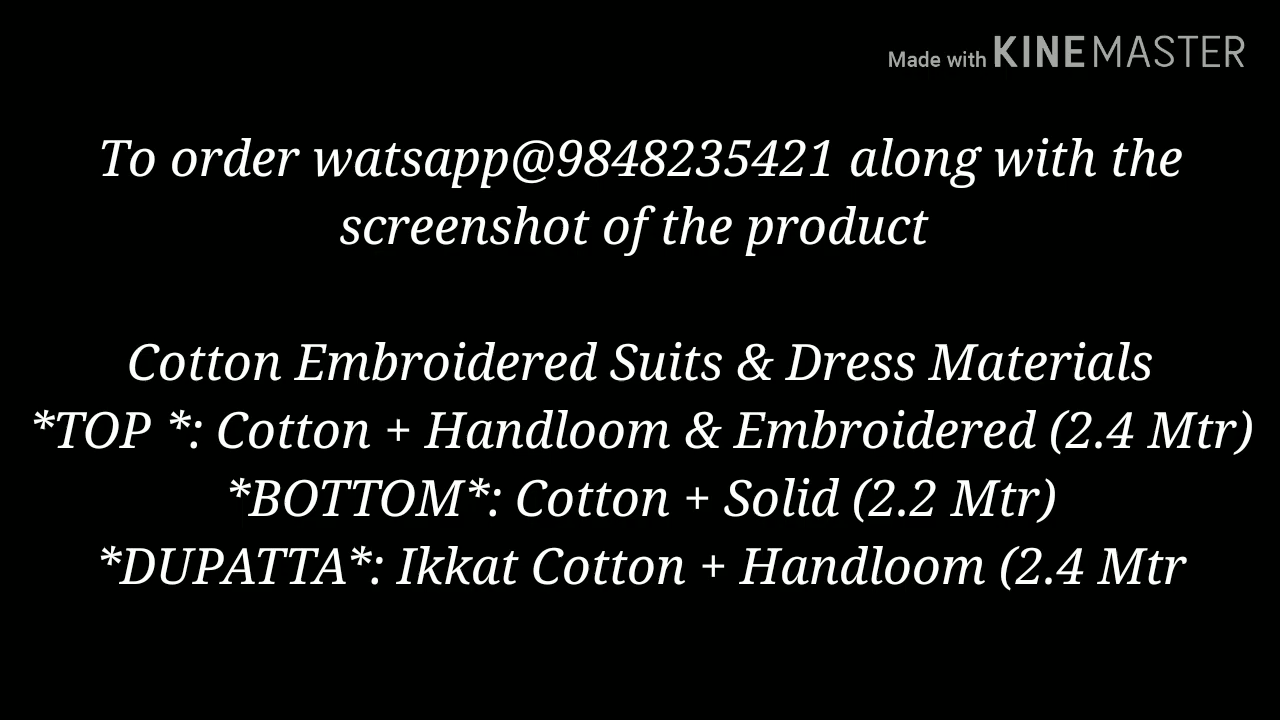 Made with KINEMASTER
To order watsapp@9848235421 along with the
screenshot of the product
Cotton Embroidered Suits & Dress Materials
*TOP *: Cotton + Handloom & Embroidered (2.4 Mtr)
*BOTTOM*: Cotton + Solid (2.2 Mtr)
*DUPATTA*: Ikkat Cotton + Handloom (2.4 Mtr